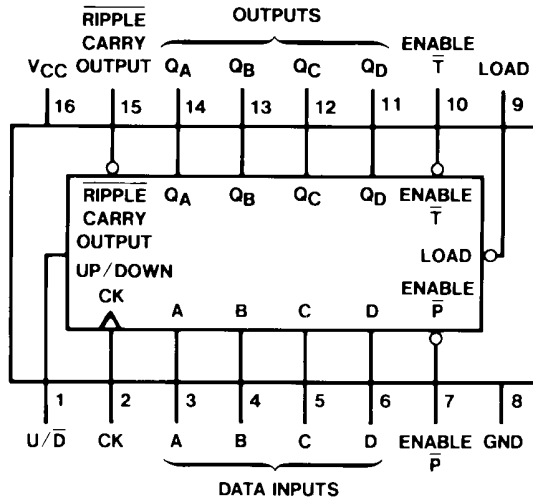 OUTPUTS
RIPPLE
CARRY
OUTPUT
VCC
QA QB QC QD
ENABLE
T
LOAD
16 15 14 13 12 11 10 9
RIPPLE
CARRY
OUTPUT
QA QB QC QD
ENABLE
T
LOAD
UP/DOWN
CK
A B C D
ENABLE
P
1 2 3 4 5 6 7 8
U/D CK A B C D ENABLE GND
P
DATA INPUTS